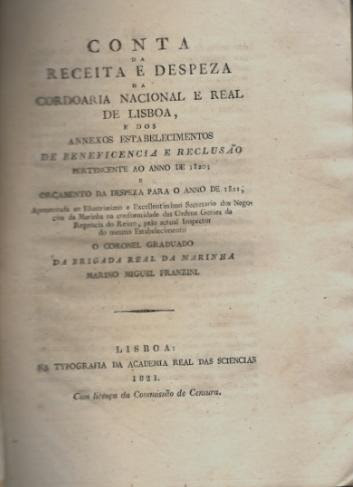 CONTA
DA
RECEITA E DESPEZA
DA
CORDOARIA NACIONAL E REAL
DE LISBOA,
E DOS
ANNEXOS ESTABELECIMENTOS
DE BENEFICENCIA E RECLUSÃO
PERTENCENTE AO ANNO DE 1820;
E
ORÇAMENTO DA DESPEZA PARA O ANNO DE 1821,
Apresentada ao Illustrissimo e Excellentissimo Secretario dos Nego-
cios da Marinha na conformidade das Ordens Geraes da
Regencia do Reino, pelo actual Inspector
do mesmo Estabelecimento
O CORONEL GRADUADO
DA BRIGADA REAL DA MARINHA
MARINO MIGUEL FRANZINI.
LISBOA:
NA TYPOGRAFIA DA ACADEMIA REAL DAS SCIENCIAS
1821.
Com licença da Commissão de Censura.